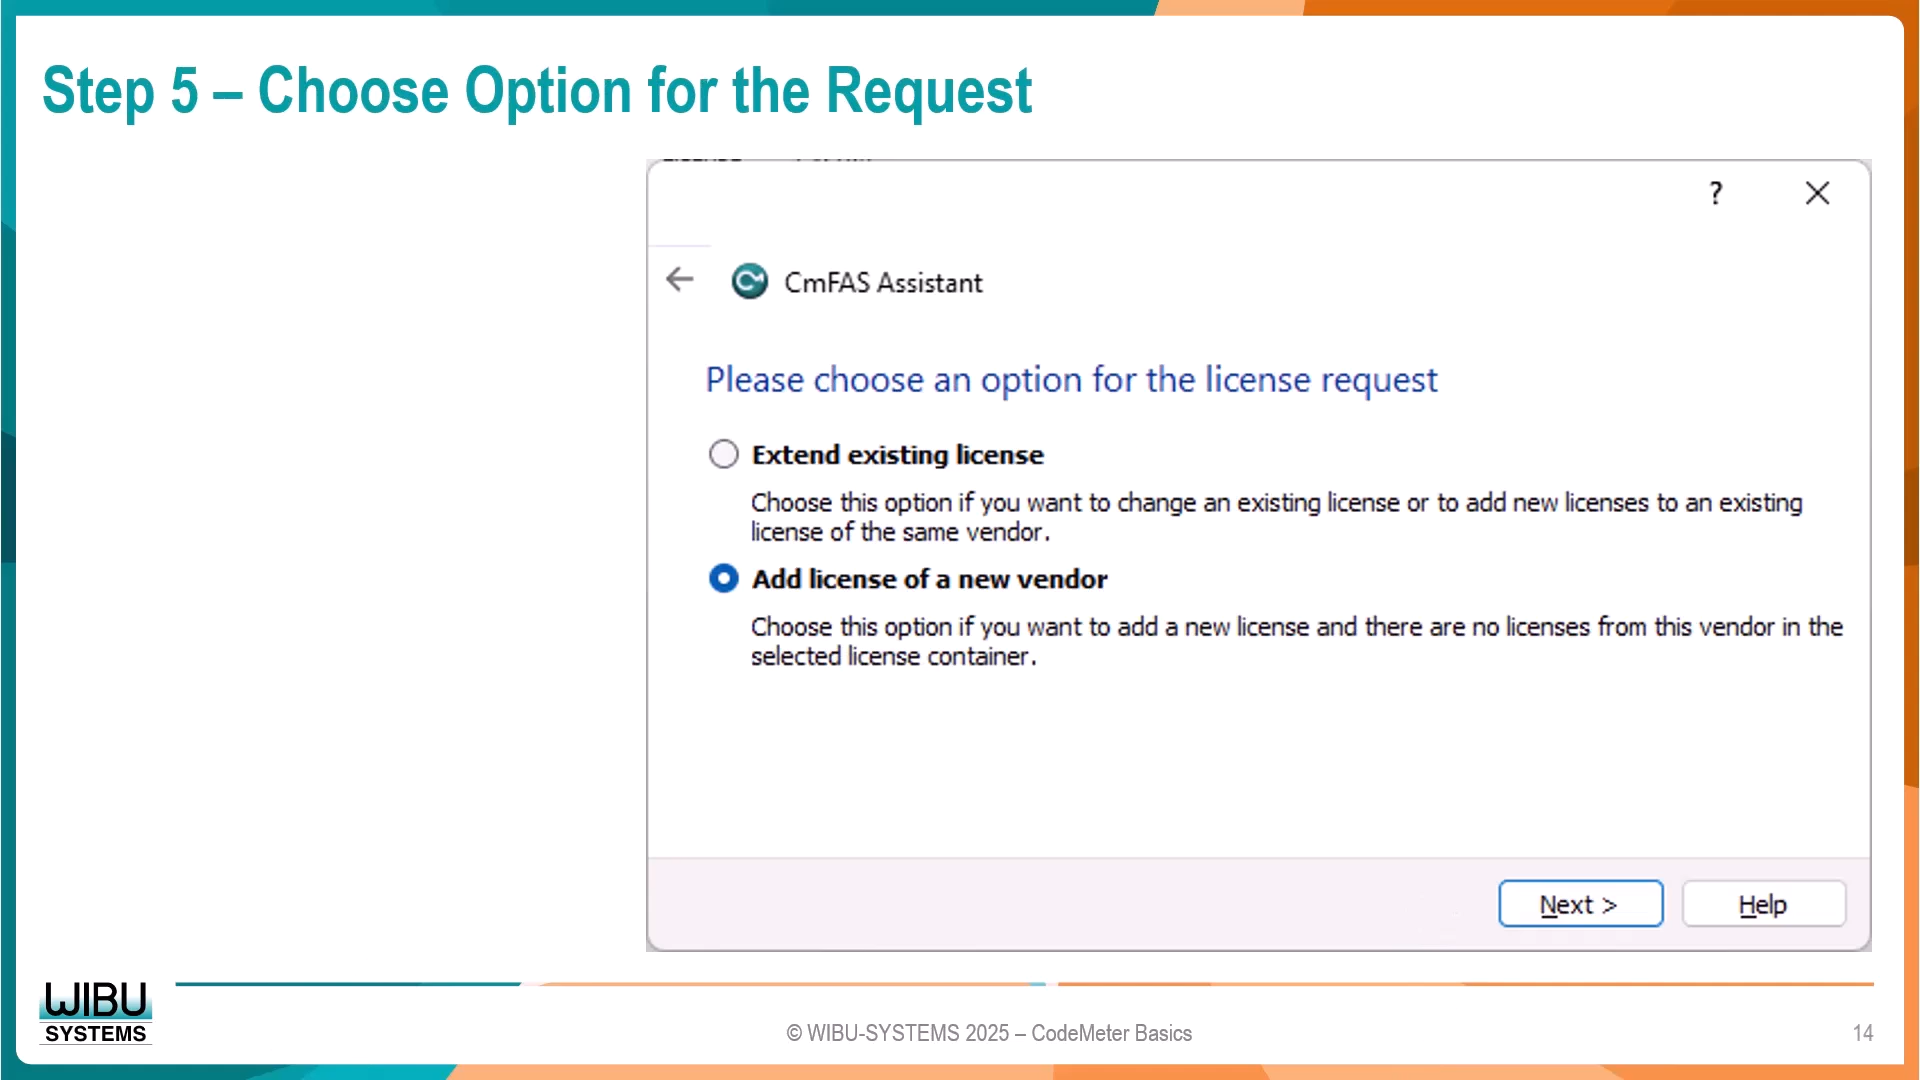 Step 5 – Choose Option for the Request
?
CmFAS Assistant
Please choose an option for the license request
Extend existing license
Choose this option if you want to change an existing license or to add new licenses to an existing
license of the same vendor.
Add license of a new vendor
Choose this option if you want to add a new license and there are no licenses from this vendor in the
selected license container.
Next >
Help
WIBU
SYSTEMS
© WIBU-SYSTEMS 2025 – CodeMeter Basics
14